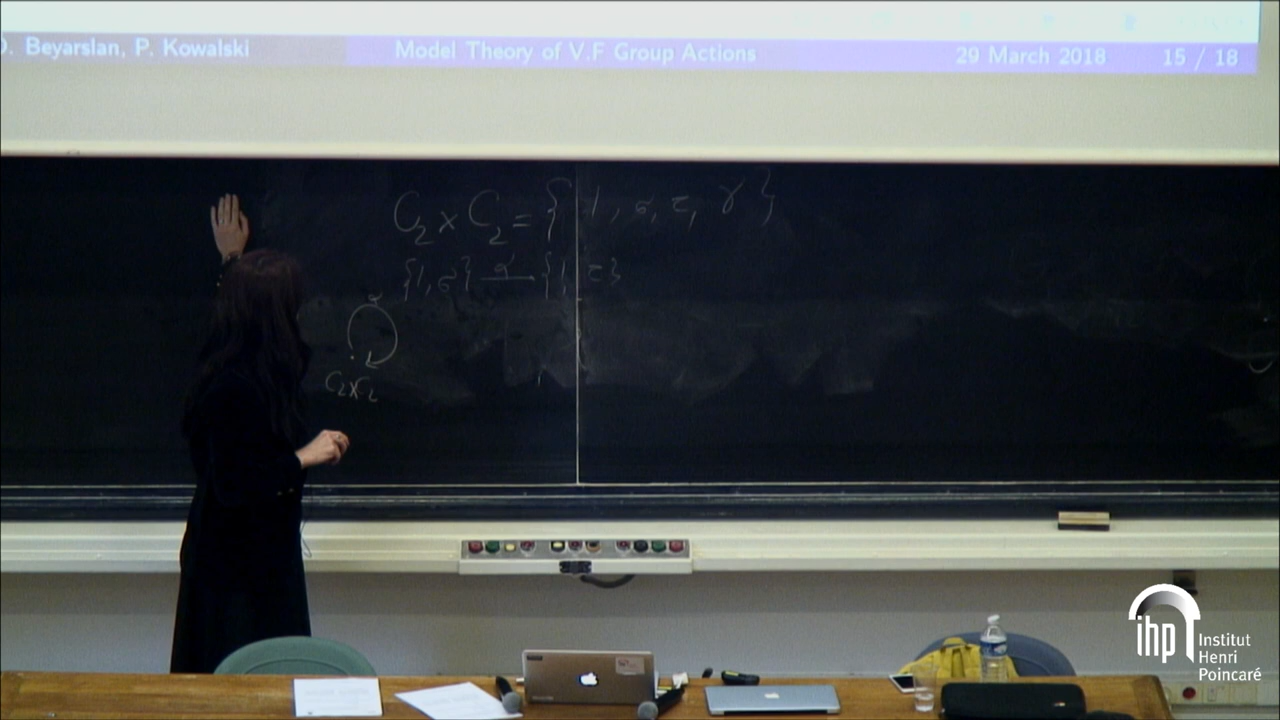 D. Beyarslan, P. Kowalski Model Theory of V.F Group Actions 29 March 2018 15 / 18
C₂ × C₂ = {1, σ, τ, γ}
{1, σ} α {1, τ}
C₂×C₂
ihp Institut
Henri
Poincaré